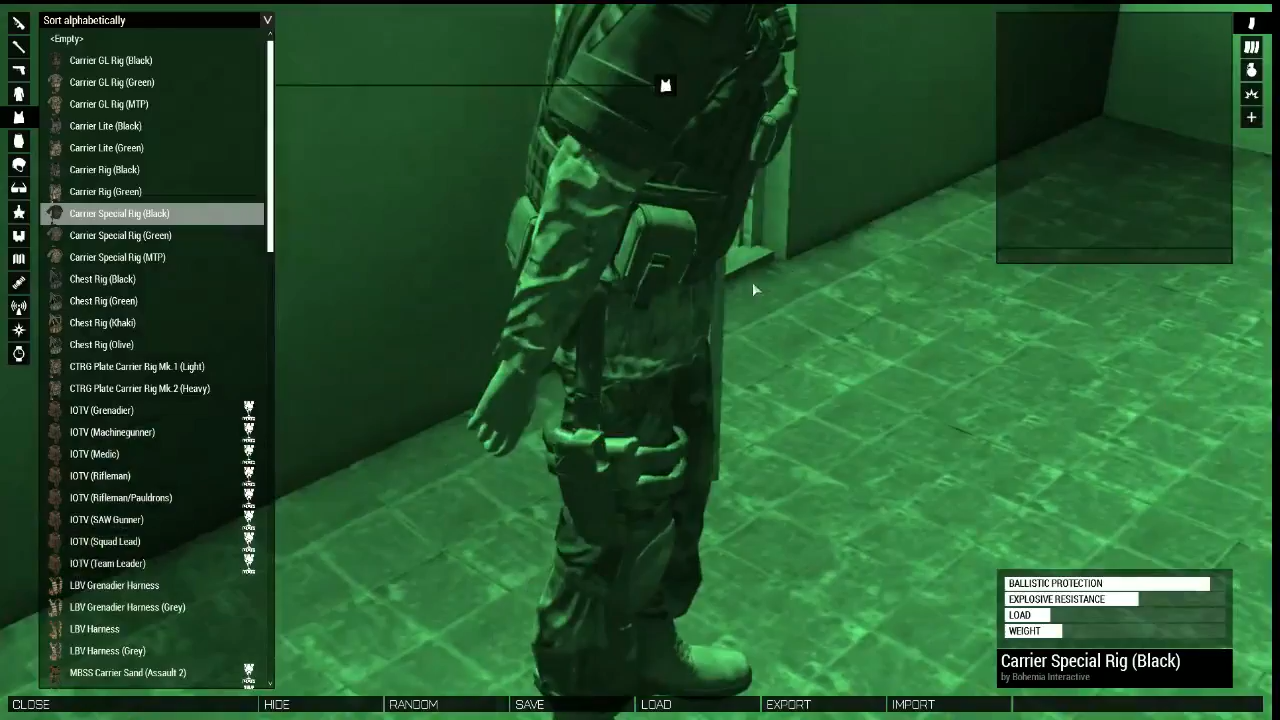 Sort alphabetically
<Empty>
Carrier GL Rig (Black)
Carrier GL Rig (Green)
Carrier GL Rig (MTP)
Carrier Lite (Black)
Carrier Lite (Green)
Carrier Rig (Black)
Carrier Rig (Green)
Carrier Special Rig (Black)
Carrier Special Rig (Green)
Carrier Special Rig (MTP)
Chest Rig (Black)
Chest Rig (Green)
Chest Rig (Khaki)
Chest Rig (Olive)
CTRG Plate Carrier Rig Mk.1 (Light)
CTRG Plate Carrier Rig Mk.2 (Heavy)
IOTV (Grenadier)
IOTV (Machinegunner)
IOTV (Medic)
IOTV (Rifleman)
IOTV (Rifleman/Pauldrons)
IOTV (SAW Gunner)
IOTV (Squad Lead)
IOTV (Team Leader)
LBV Grenadier Harness
LBV Grenadier Harness (Grey)
LBV Harness
LBV Harness (Grey)
MBSS Carrier Sand (Assault 2)
BALLISTIC PROTECTION
EXPLOSIVE RESISTANCE
LOAD
WEIGHT
Carrier Special Rig (Black)
by Bohemia Interactive
CLOSE
HIDE
RANDOM
SAVE
LOAD
EXPORT
IMPORT